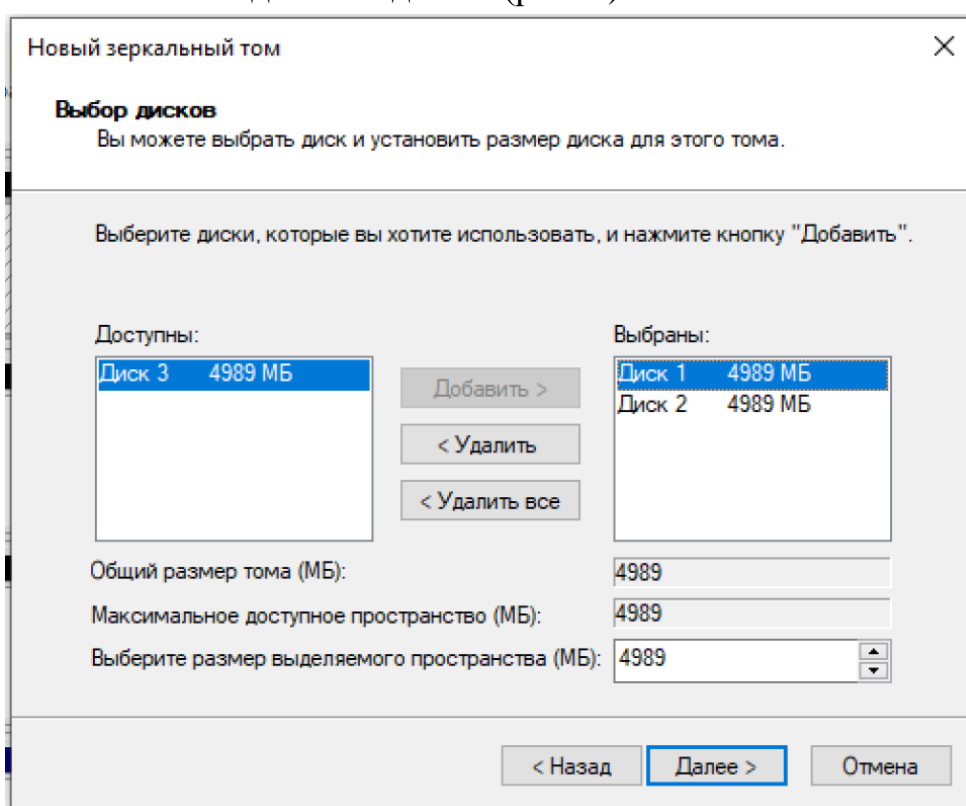 Новый зеркальный том
Выбор дисков
Вы можете выбрать диск и установить размер диска для этого тома.
Выберите диски, которые вы хотите использовать, и нажмите кнопку "Добавить".
Доступны:
Выбраны:
Диск 3 4989 МБ
Добавить >
< Удалить
< Удалить все
Диск 1 4989 МБ
Диск 2 4989 МБ
Общий размер тома (МБ): 4989
Максимальное доступное пространство (МБ): 4989
Выберите размер выделяемого пространства (МБ): 4989
< Назад
Далее >
Отмена